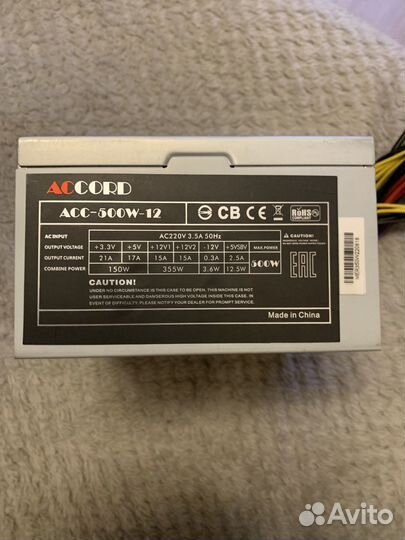 ACCORD
ACC-500W-12
CB CE RoHS
COMPLIANT
AC INPUT AC220V 3.5A 50Hz
OUTPUT VOLTAGE +3.3V +5V +12V1 +12V2 -12V +5VSB MAX.POWER
OUTPUT CURRENT 21A 17A 15A 15A 0.3A 2.5A 500W
COMBINE POWER 150W 355W 3.6W 12.5W
CAUTION!
EAC
CAUTION!
UNDER NO CIRCUMSTANCE IS THIS CASE TO BE OPEN. THIS MACHINE IS NOT
USER SERVICEABLE AND DANGEROUS HIGH VOLTAGE INSIDE THIS CASE. IN
EVENT OF DIFFICULTY, PLEASE NOTIFY YOUR DEALER FOR PROFESSIONAL SERVICE.
Made in China
Avito